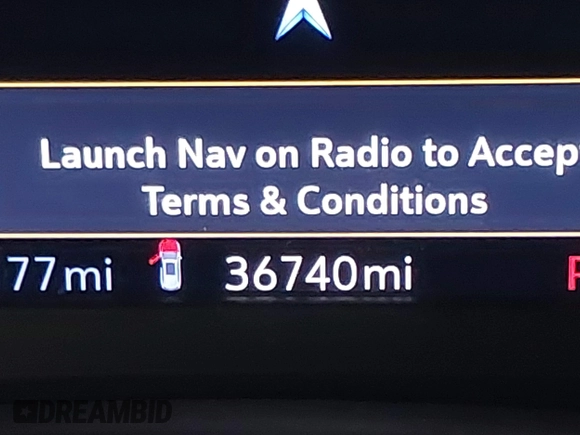 Launch Nav on Radio to Accep
Terms & Conditions
77mi 36740mi
DREAMBID